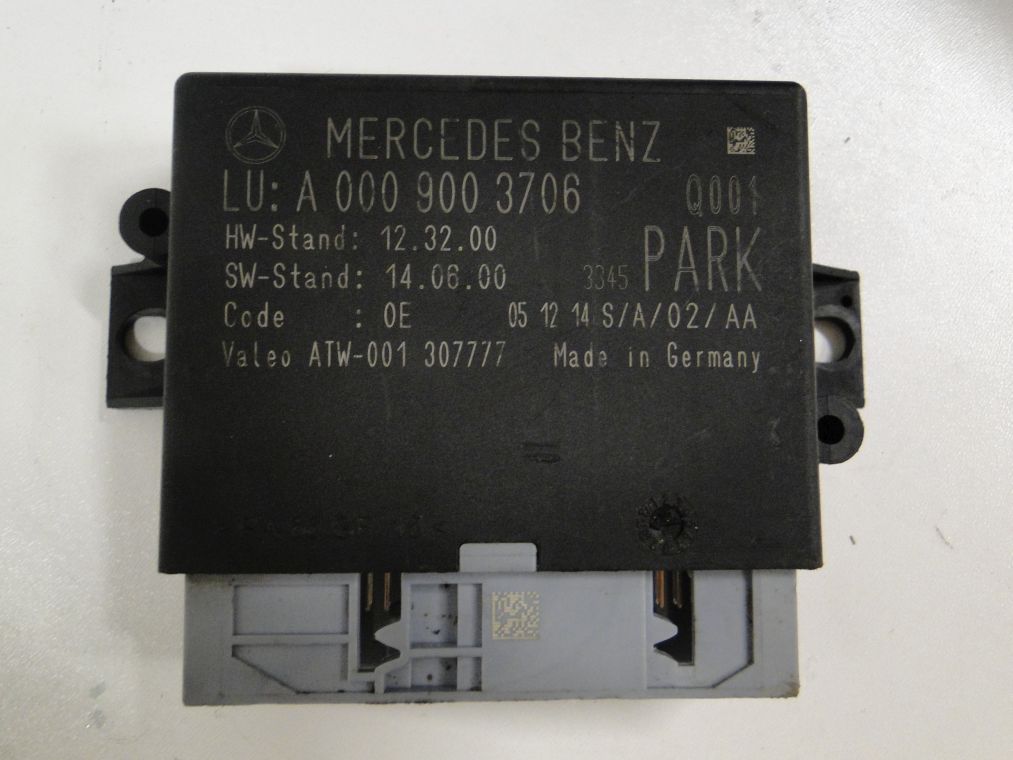 MERCEDES BENZ
LU: A 000 900 3706 Q001
HW-Stand: 12.32.00
SW-Stand: 14.06.00 3345 PARK
Code : 0E 05 12 14 S/A/02/AA
Valeo ATW-001 307777 Made in Germany